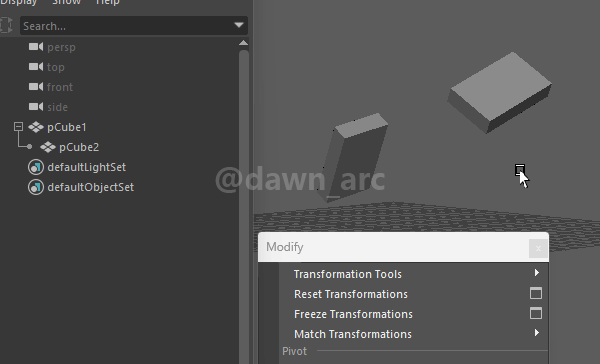 Display Show Help
Search...
persp
top
front
side
pCube1
pCube2
defaultLightSet
defaultObjectSet
@dawn_arc
Modify
x
Transformation Tools
Reset Transformations
Freeze Transformations
Match Transformations
Pivot